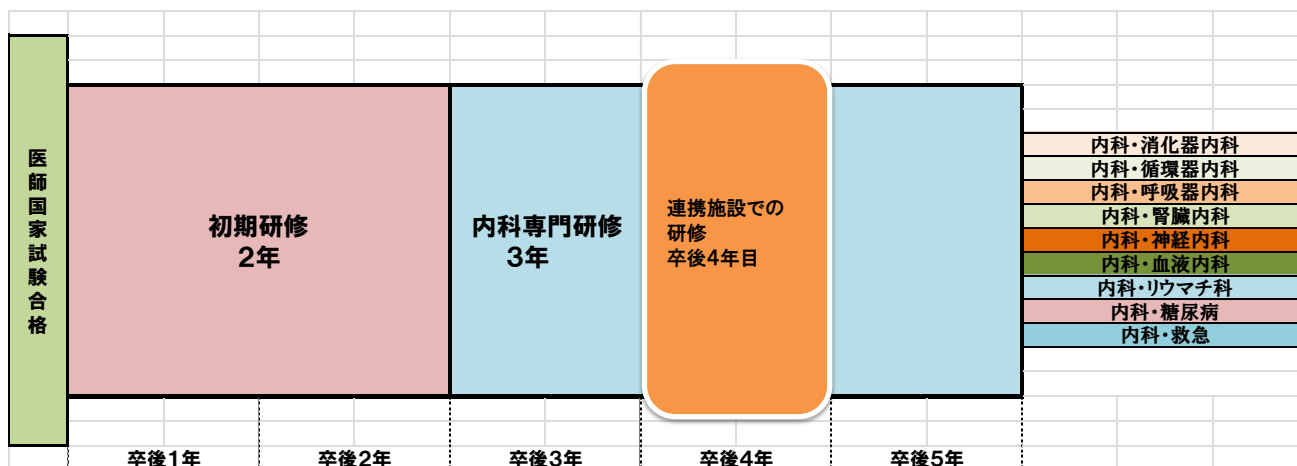 医師国家試験合格
初期研修
2年
内科専門研修
3年
連携施設での
研修
卒後4年目
内科・消化器内科
内科・循環器内科
内科・呼吸器内科
内科・腎臓内科
内科・神経内科
内科・血液内科
内科・リウマチ科
内科・糖尿病
内科・救急
卒後1年
卒後2年
卒後3年
卒後4年
卒後5年